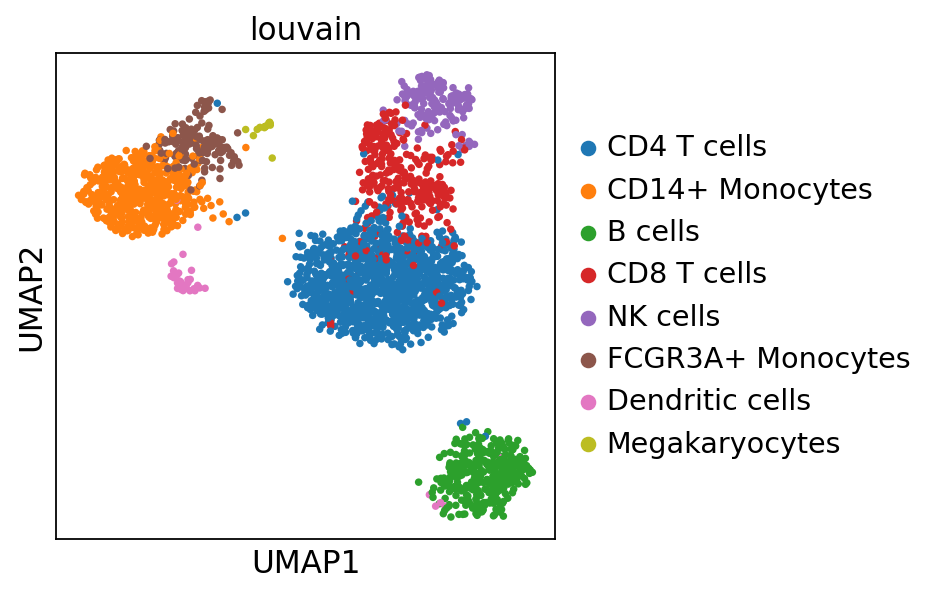 louvain
UMAP2
UMAP1
CD4 T cells
CD14+ Monocytes
B cells
CD8 T cells
NK cells
FCGR3A+ Monocytes
Dendritic cells
Megakaryocytes